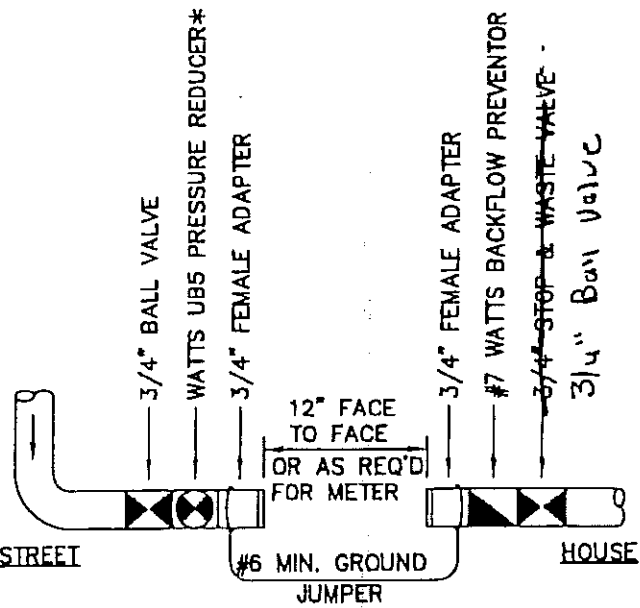 3/4" BALL VALVE
WATTS UB5 PRESSURE REDUCER*
3/4" FEMALE ADAPTER
3/4" FEMALE ADAPTER
#7 WATTS BACKFLOW PREVENTOR
3/4" STOP & WASTE VALVE
3/4" Ball Valve
12" FACE
TO FACE
OR AS REQ'D
FOR METER
STREET
HOUSE
#6 MIN. GROUND
JUMPER